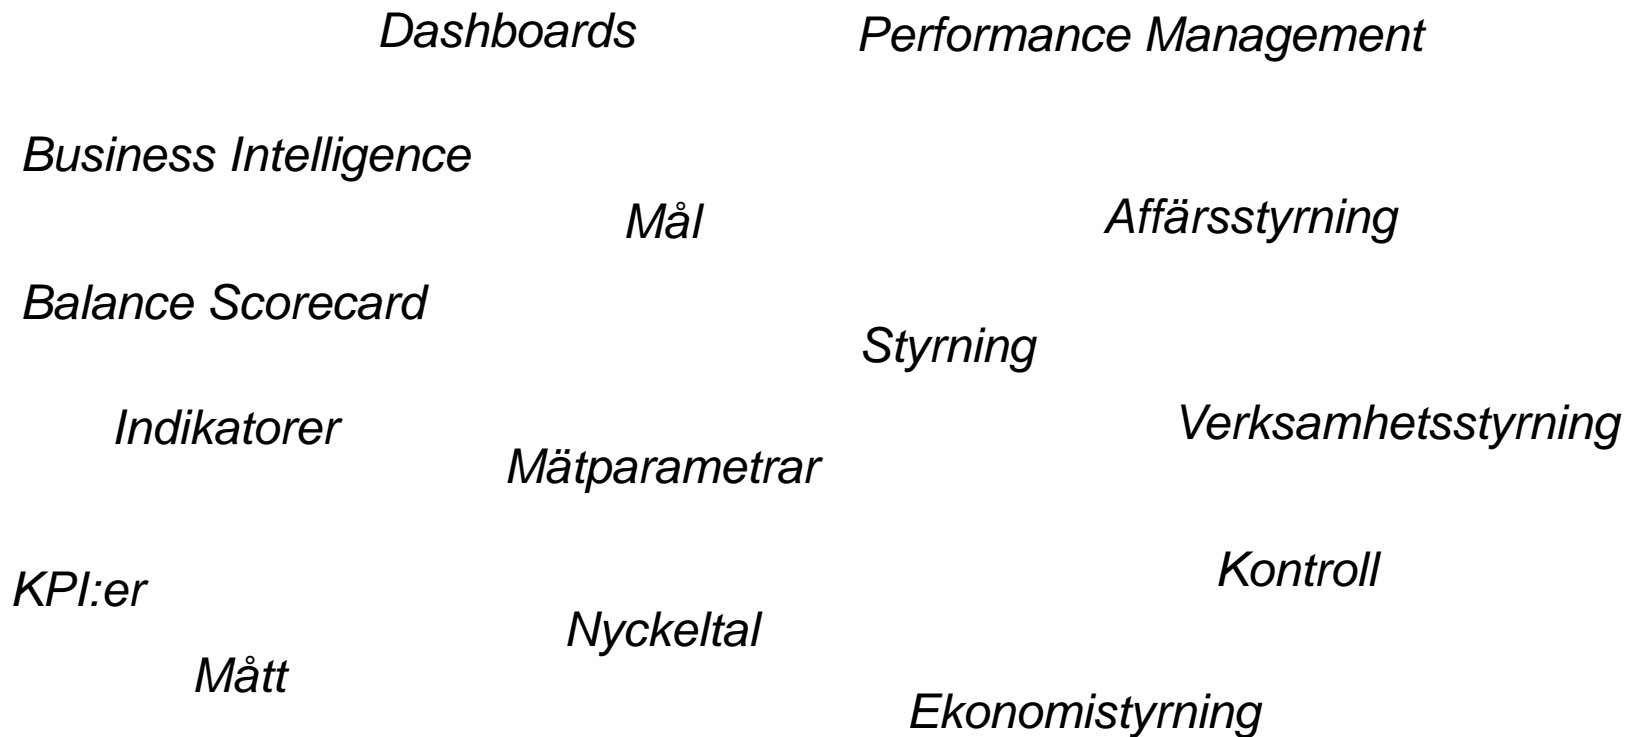 Dashboards
Performance Management
Business Intelligence
Mål
Affärsstyrning
Balance Scorecard
Styrning
Indikatorer
Verksamhetsstyrning
Mätparametrar
Kontroll
KPI:er
Nyckeltal
Mått
Ekonomistyrning